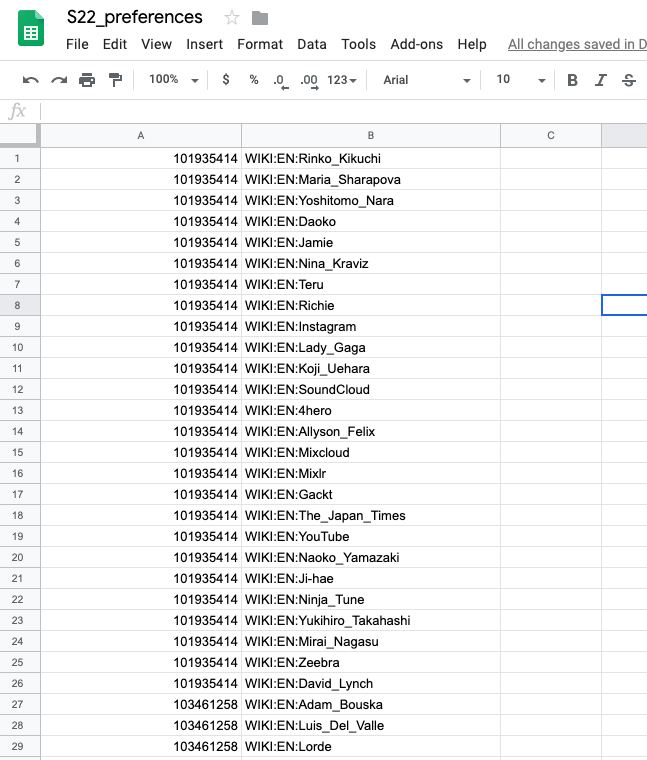 S22_preferences
File Edit View Insert Format Data Tools Add-ons Help All changes saved in D
100% $ % .0 .00 123 Arial 10 B I S
fx
A B C
1 101935414 WIKI:EN:Rinko_Kikuchi
2 101935414 WIKI:EN:Maria_Sharapova
3 101935414 WIKI:EN:Yoshitomo_Nara
4 101935414 WIKI:EN:Daoko
5 101935414 WIKI:EN:Jamie
6 101935414 WIKI:EN:Nina_Kraviz
7 101935414 WIKI:EN:Teru
8 101935414 WIKI:EN:Richie
9 101935414 WIKI:EN:Instagram
10 101935414 WIKI:EN:Lady_Gaga
11 101935414 WIKI:EN:Koji_Uehara
12 101935414 WIKI:EN:SoundCloud
13 101935414 WIKI:EN:4hero
14 101935414 WIKI:EN:Allyson_Felix
15 101935414 WIKI:EN:Mixcloud
16 101935414 WIKI:EN:Mixlr
17 101935414 WIKI:EN:Gackt
18 101935414 WIKI:EN:The_Japan_Times
19 101935414 WIKI:EN:YouTube
20 101935414 WIKI:EN:Naoko_Yamazaki
21 101935414 WIKI:EN:Ji-hae
22 101935414 WIKI:EN:Ninja_Tune
23 101935414 WIKI:EN:Yukihiro_Takahashi
24 101935414 WIKI:EN:Mirai_Nagasu
25 101935414 WIKI:EN:Zeebra
26 101935414 WIKI:EN:David_Lynch
27 103461258 WIKI:EN:Adam_Bouska
28 103461258 WIKI:EN:Luis_Del_Valle
29 103461258 WIKI:EN:Lorde